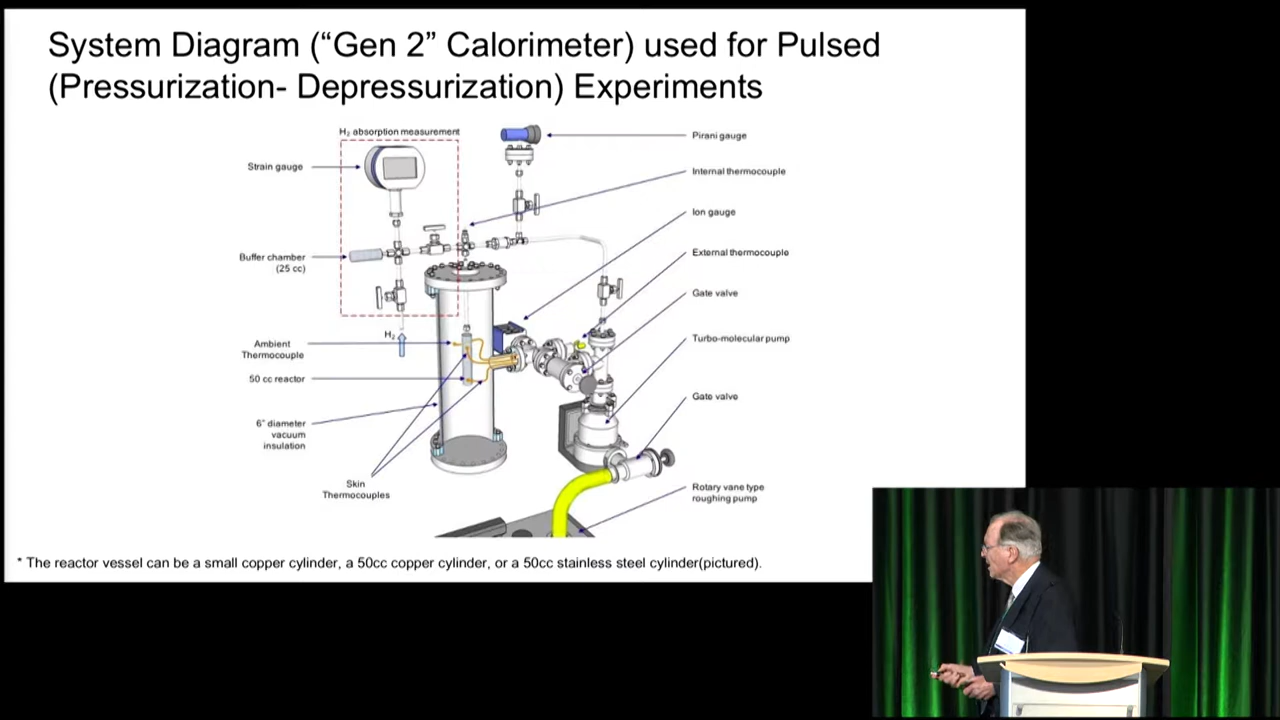 System Diagram (“Gen 2” Calorimeter) used for Pulsed
(Pressurization- Depressurization) Experiments
H₂ absorption measurement
Strain gauge
Buffer chamber
(25 cc)
H₂
Ambient
Thermocouple
50 cc reactor
6" diameter
vacuum
insulation
Skin
Thermocouples
Pirani gauge
Internal thermocouple
Ion gauge
External thermocouple
Gate valve
Turbo-molecular pump
Gate valve
Rotary vane type
roughing pump
* The reactor vessel can be a small copper cylinder, a 50cc copper cylinder, or a 50cc stainless steel cylinder(pictured).